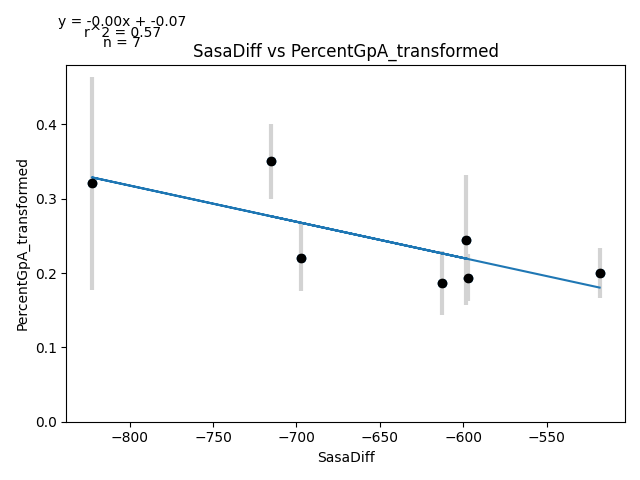 y = -0.00x + -0.07
r^2 = 0.57
n = 7
SasaDiff vs PercentGpA_transformed
PercentGpA_transformed
0.4
0.3
0.2
0.1
0.0
−800
−750
−700
−650
−600
−550
SasaDiff